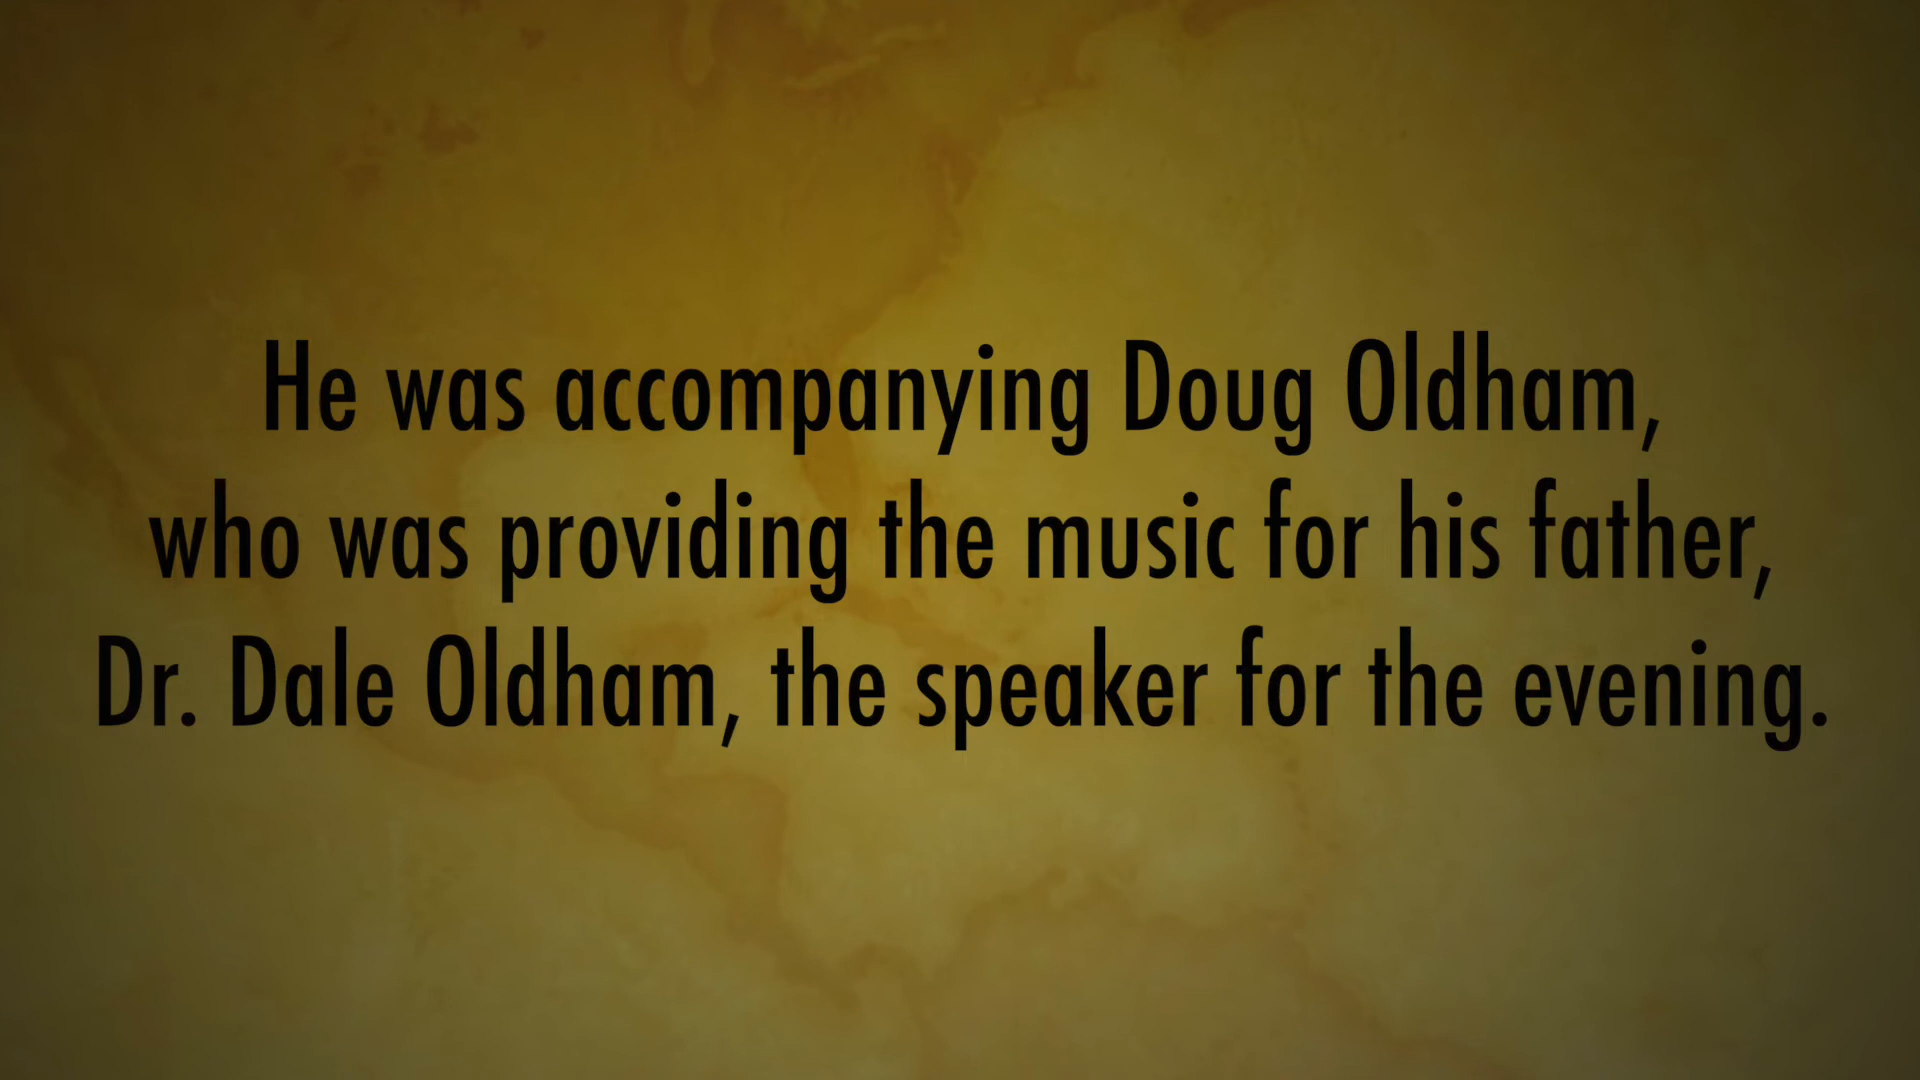 He was accompanying Doug Oldham,
who was providing the music for his father,
Dr. Dale Oldham, the speaker for the evening.